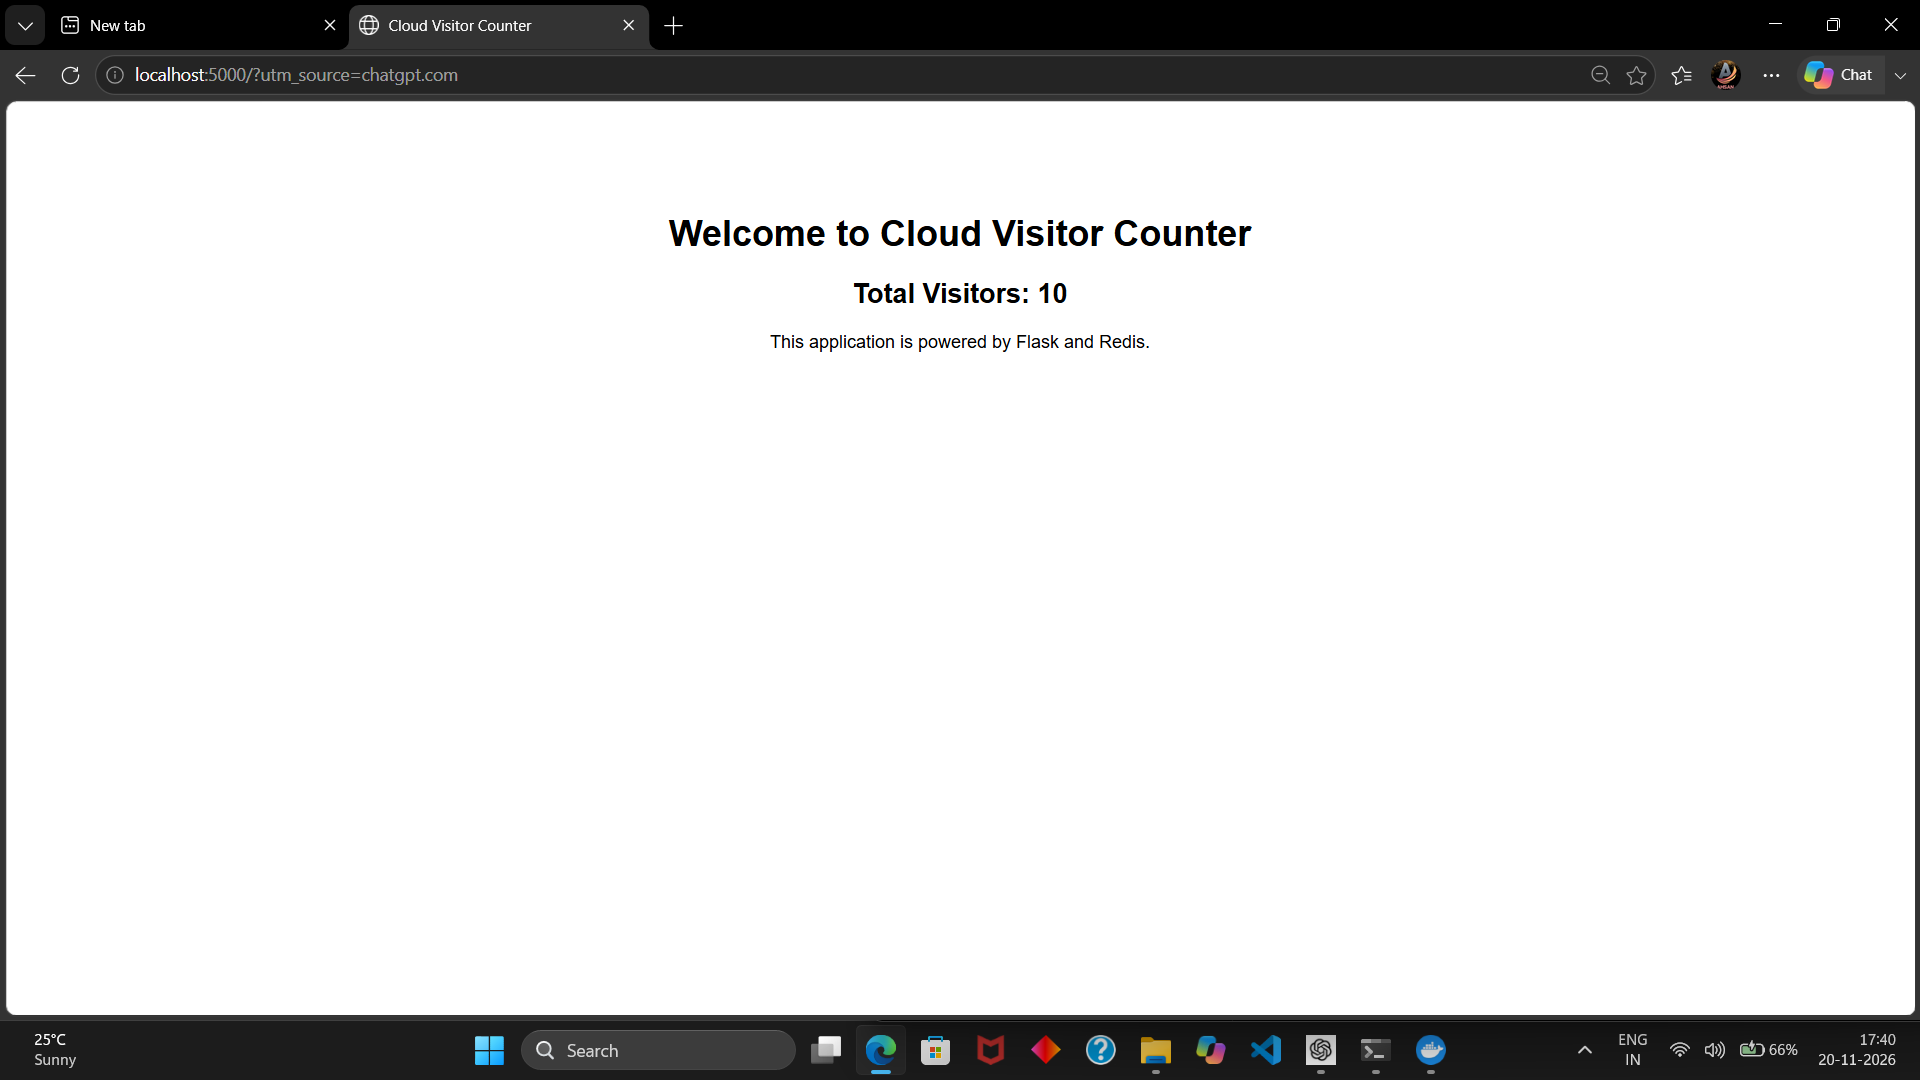 New tab
Cloud Visitor Counter
localhost:5000/?utm_source=chatgpt.com
Chat
Welcome to Cloud Visitor Counter
Total Visitors: 10
This application is powered by Flask and Redis.
25°C
Sunny
Search
ENG
IN
66%
17:40
20-11-2026